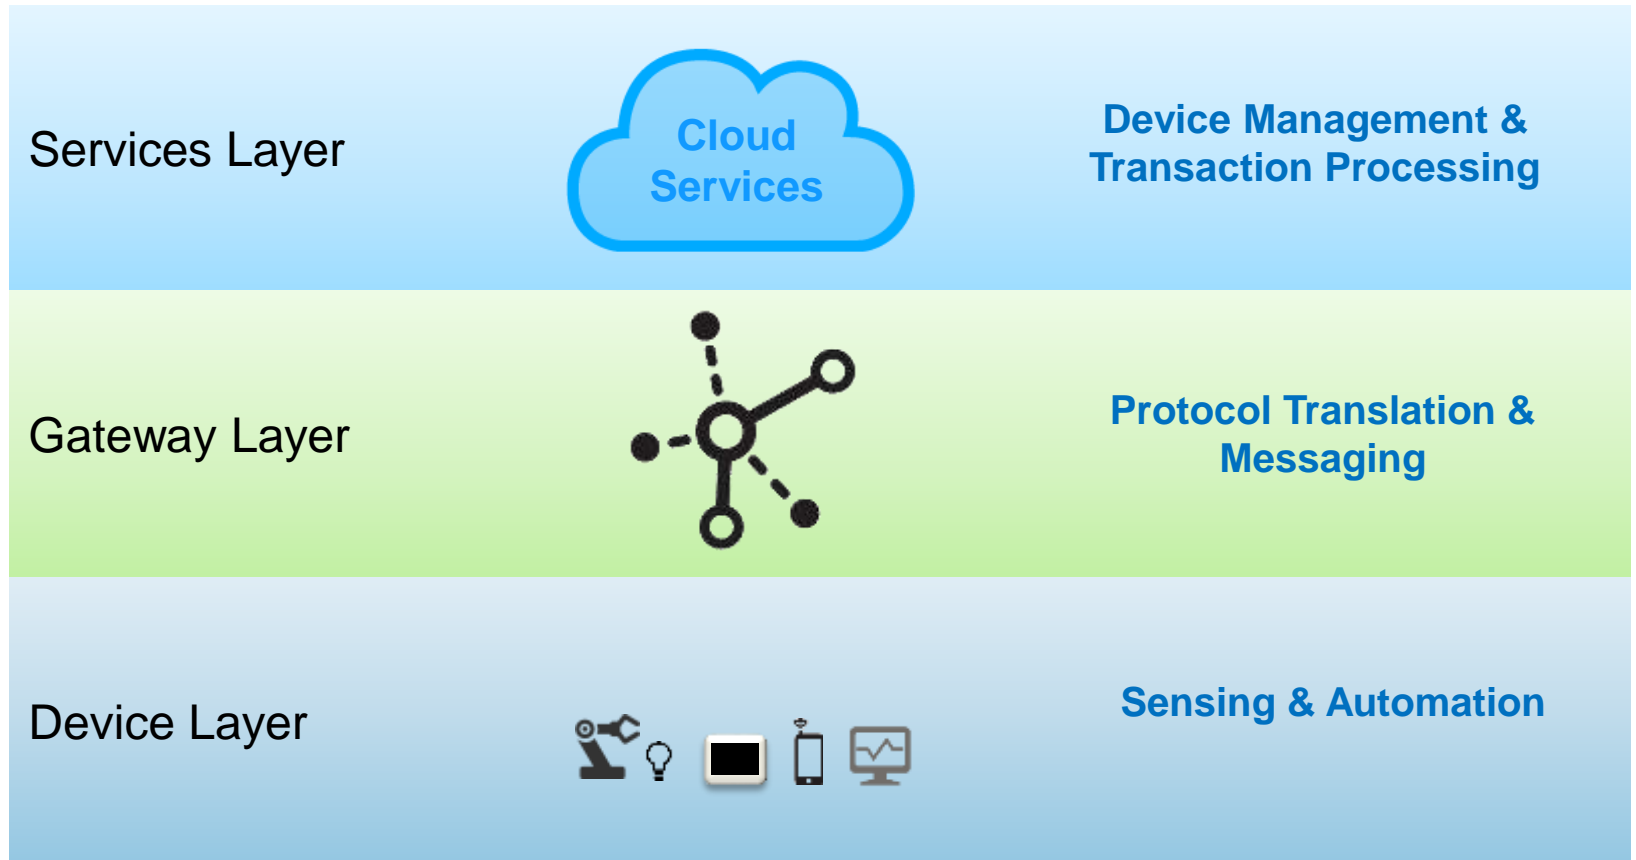 Services Layer
Cloud
Services
Device Management &
Transaction Processing
Gateway Layer
Protocol Translation &
Messaging
Device Layer
Sensing & Automation